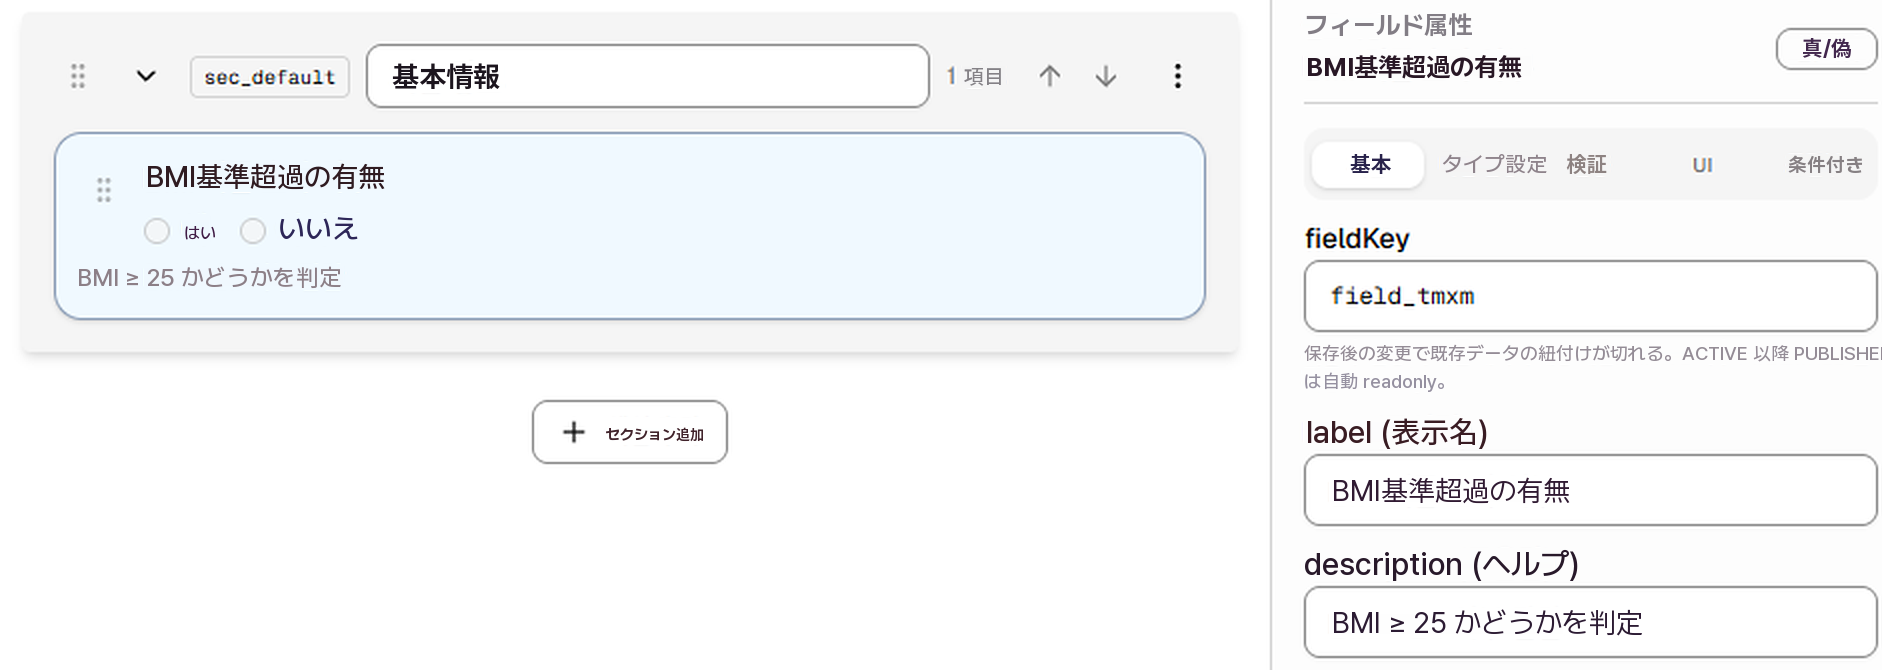 sec_default
基本情報
1 項目
BMI基準超過の有無
はい
いいえ
BMI ≥ 25 かどうかを判定
セクション追加
フィールド属性
BMI基準超過の有無
真/偽
基本
タイプ設定
検証
UI
条件付き
fieldKey
field_tmxm
保存後の変更で既存データの紐付けが切れる。ACTIVE 以降 PUBLISHE
は自動 readonly。
label (表示名)
BMI基準超過の有無
description (ヘルプ)
BMI ≥ 25 かどうかを判定